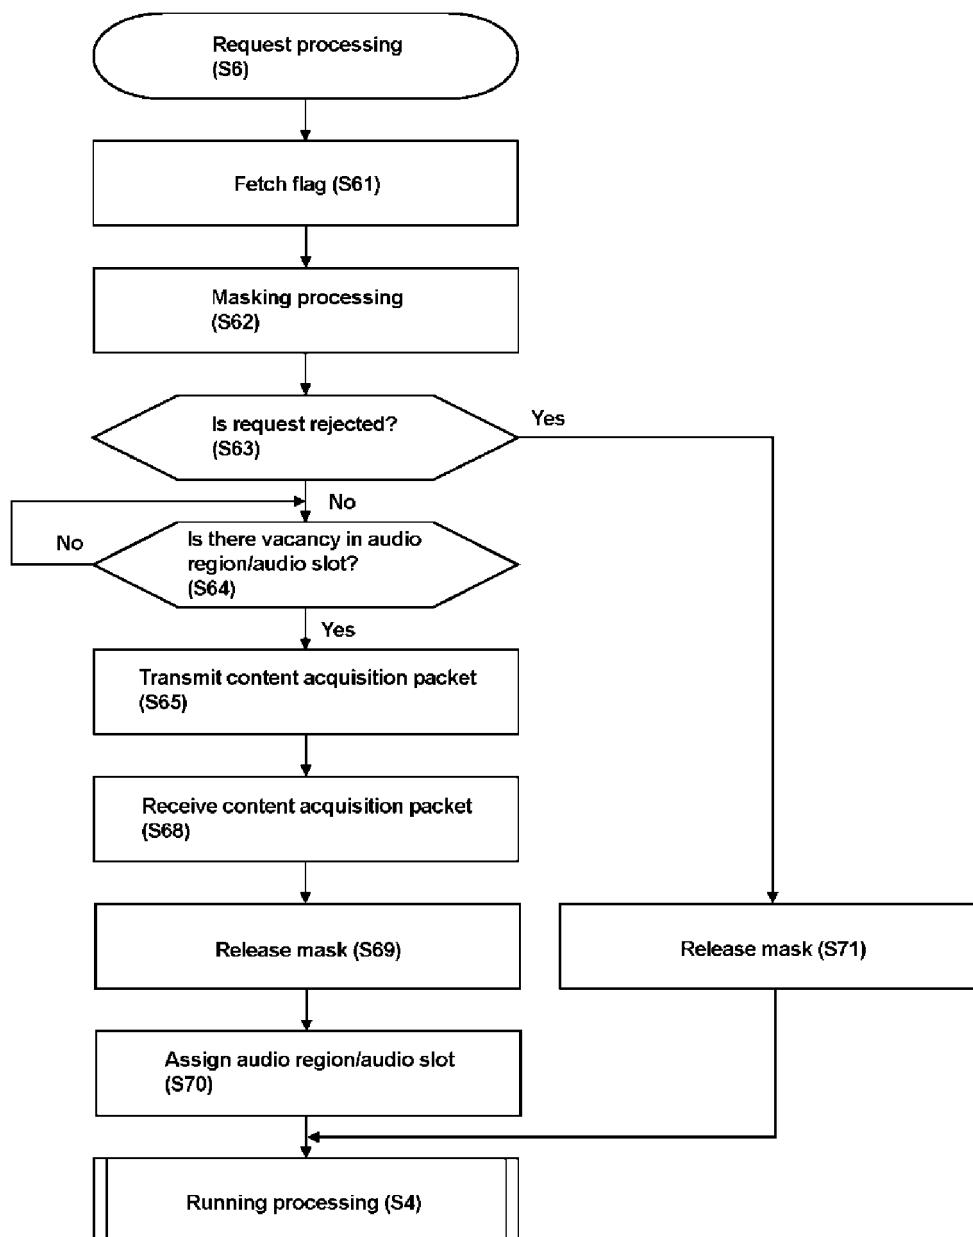 Request processing
(S6)
Fetch flag (S61)
Masking processing
(S62)
Is request rejected?
(S63)
Yes
No
Is there vacancy in audio
region/audio slot?
(S64)
No
Yes
Transmit content acquisition packet
(S65)
Receive content acquisition packet
(S68)
Release mask (S69)
Release mask (S71)
Assign audio region/audio slot
(S70)
Running processing (S4)